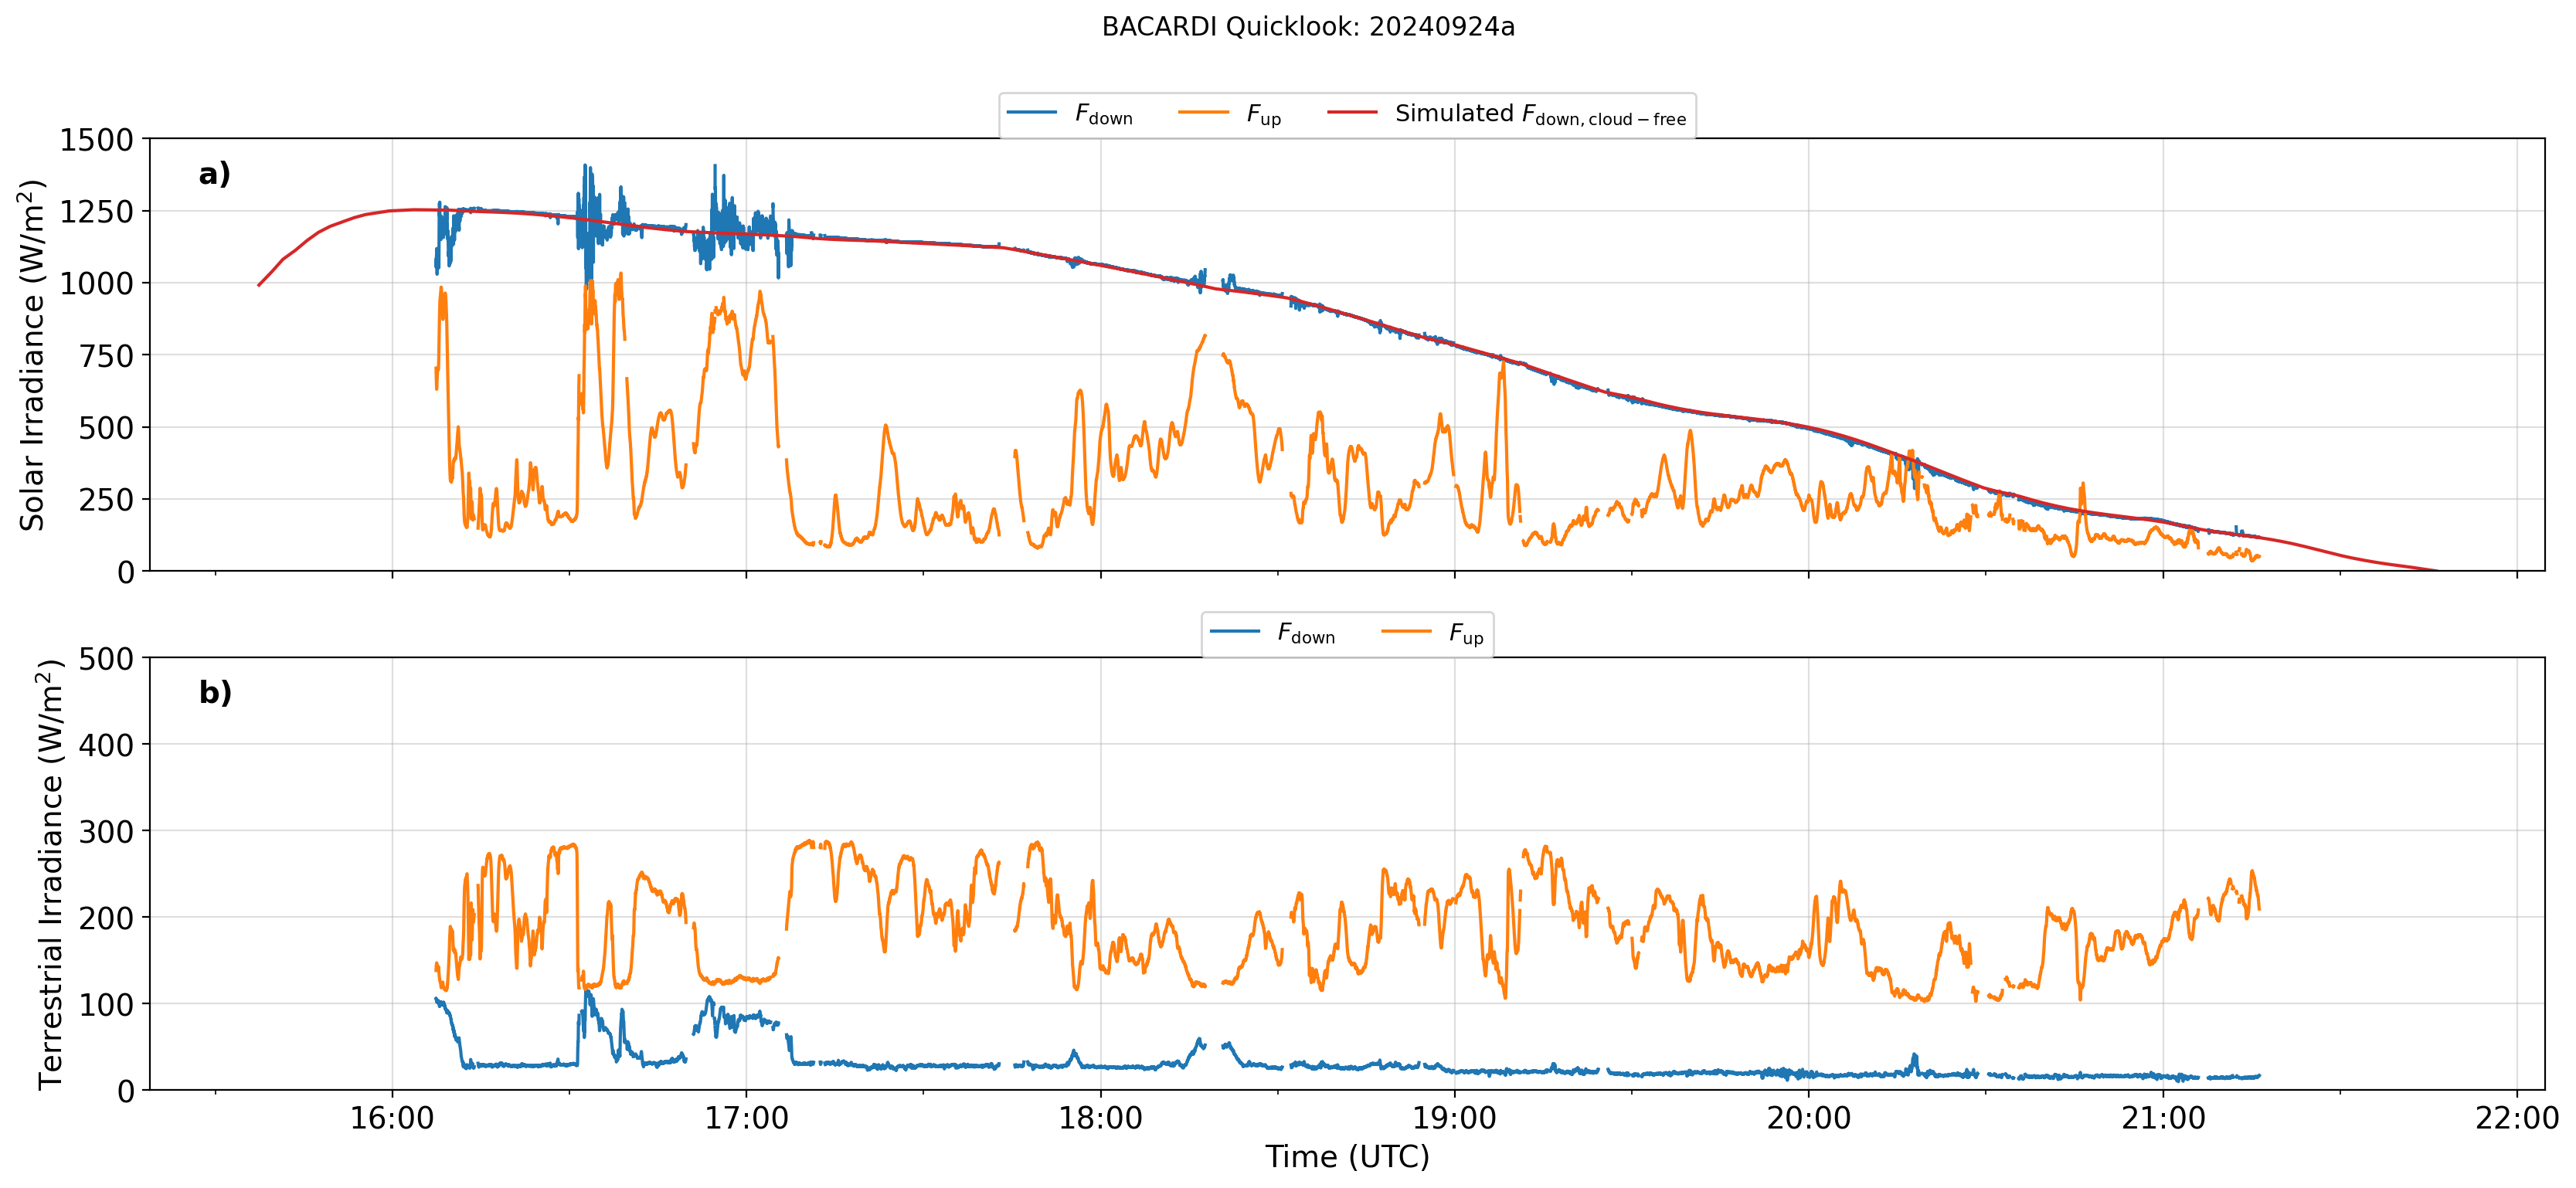 BACARDI Quicklook: 20240924a
F_down F_up Simulated F_down, cloud−free
a)
Solar Irradiance (W/m²)
1500
1250
1000
750
500
250
0
F_down F_up
b)
Terrestrial Irradiance (W/m²)
500
400
300
200
100
0
16:00 17:00 18:00 19:00 20:00 21:00 22:00
Time (UTC)